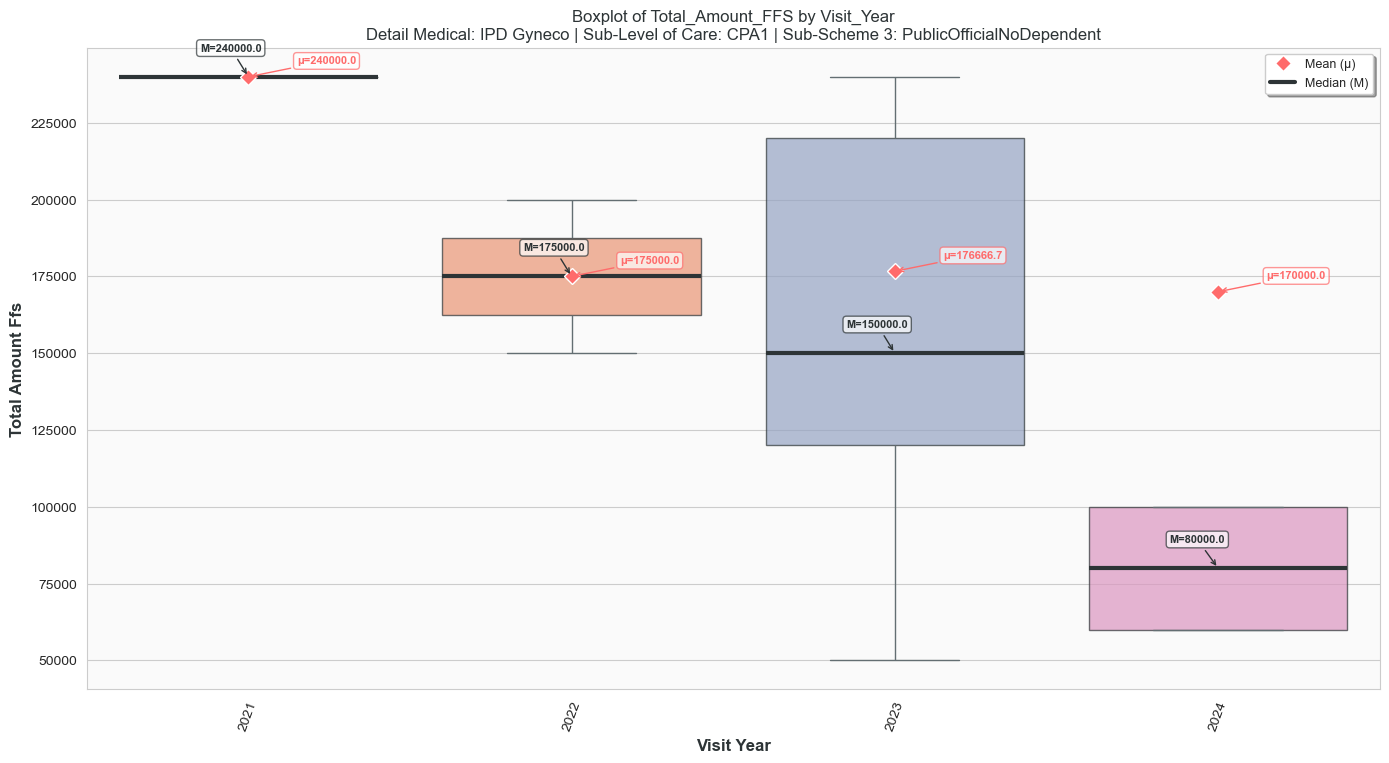 Boxplot of Total_Amount_FFS by Visit_Year
Detail Medical: IPD Gyneco | Sub-Level of Care: CPA1 | Sub-Scheme 3: PublicOfficialNoDependent
M=240000.0
μ=240000.0
Mean (μ)
Median (M)
225000
200000
M=175000.0
μ=175000.0
μ=176666.7
175000
μ=170000.0
M=150000.0
150000
125000
100000
M=80000.0
75000
50000
Total Amount Ffs
2021
2022
2023
2024
Visit Year